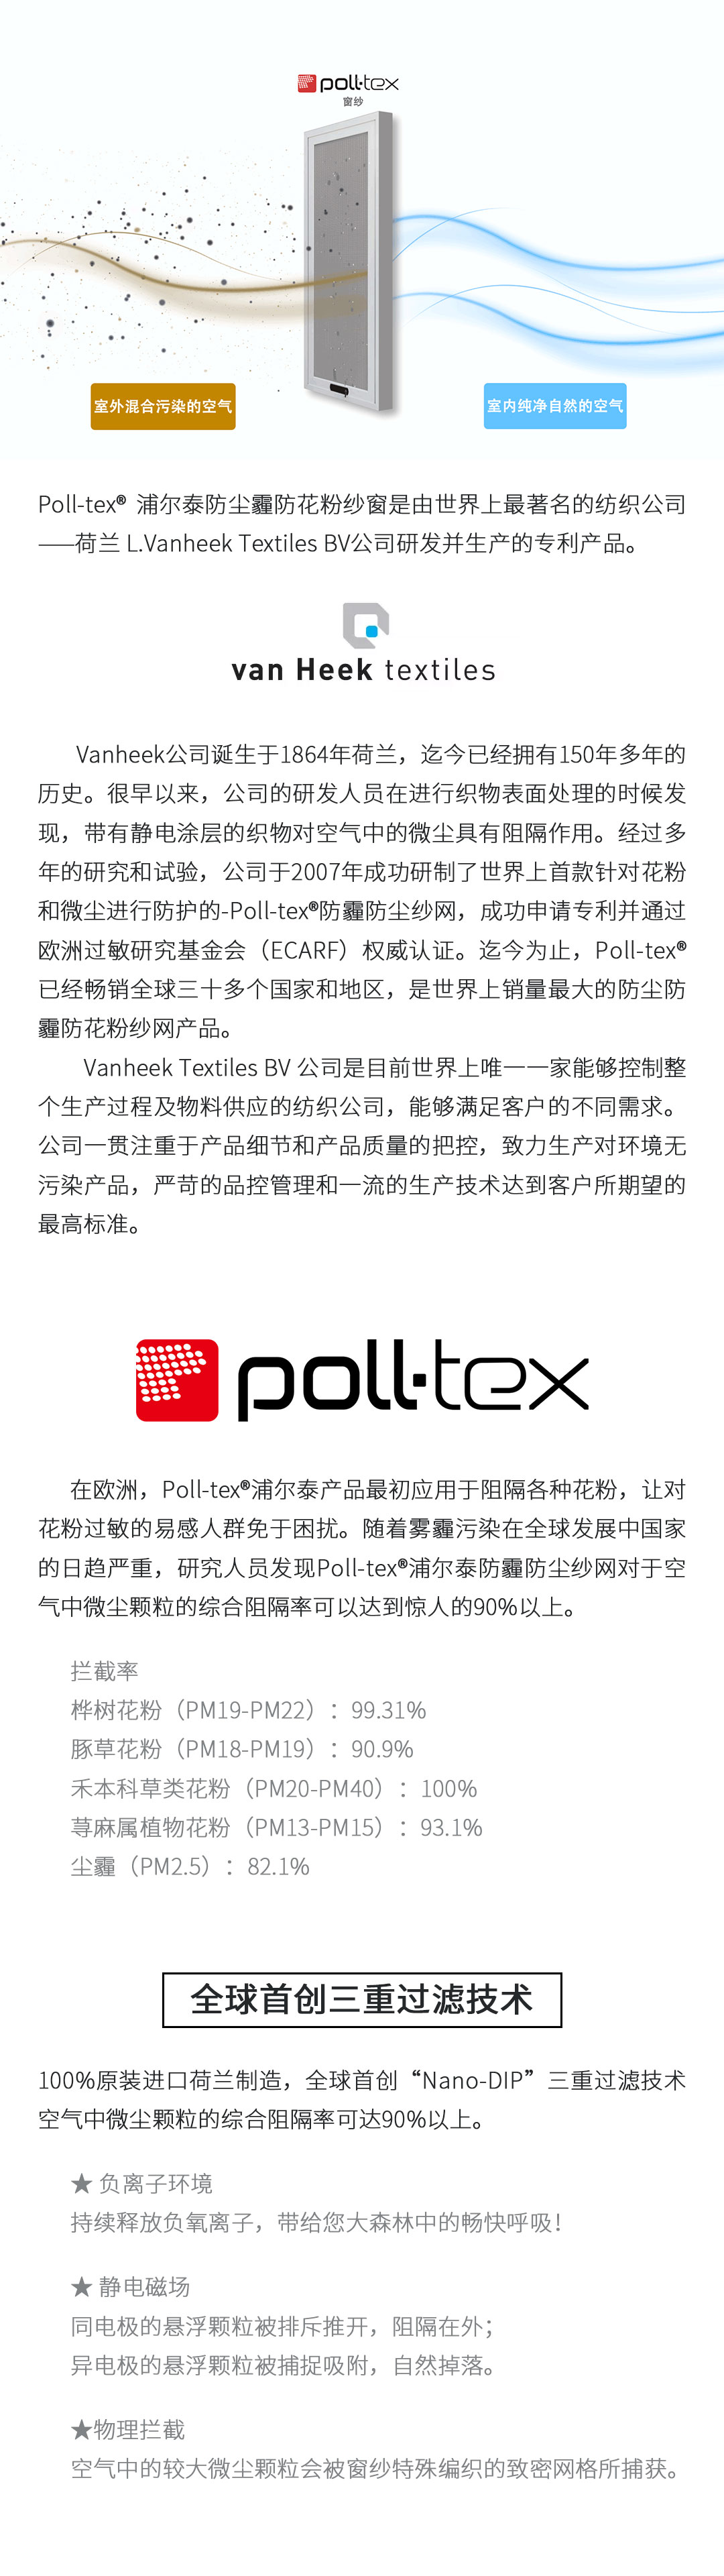 poll·tex
窗纱
室外混合污染的空气
室内纯净自然的空气
Poll-tex® 浦尔泰防尘霾防花粉纱窗是由世界上最著名的纺织公司
——荷兰 L.Vanheek Textiles BV公司研发并生产的专利产品。
van Heek textiles
Vanheek公司诞生于1864年荷兰，迄今已经拥有150年多年的
历史。很早以来，公司的研发人员在进行织物表面处理的时候发
现，带有静电涂层的织物对空气中的微尘具有阻隔作用。经过多
年的研究和试验，公司于2007年成功研制了世界上首款针对花粉
和微尘进行防护的-Poll-tex®防霾防尘纱网，成功申请专利并通过
欧洲过敏研究基金会（ECARF）权威认证。迄今为止，Poll-tex®
已经畅销全球三十多个国家和地区，是世界上销量最大的防尘防
霾防花粉纱网产品。
Vanheek Textiles BV 公司是目前世界上唯一一家能够控制整
个生产过程及物料供应的纺织公司，能够满足客户的不同需求。
公司一贯注重于产品细节和产品质量的把控，致力生产对环境无
污染产品，严苛的品控管理和一流的生产技术达到客户所期望的
最高标准。
poll·tex
在欧洲，Poll-tex®浦尔泰产品最初应用于阻隔各种花粉，让对
花粉过敏的易感人群免于困扰。随着雾霾污染在全球发展中国家
的日趋严重，研究人员发现Poll-tex®浦尔泰防霾防尘纱网对于空
气中微尘颗粒的综合阻隔率可以达到惊人的90%以上。
拦截率
桦树花粉（PM19-PM22）：99.31%
豚草花粉（PM18-PM19）：90.9%
禾本科草类花粉（PM20-PM40）：100%
荨麻属植物花粉（PM13-PM15）：93.1%
尘霾（PM2.5）：82.1%
全球首创三重过滤技术
100%原装进口荷兰制造，全球首创“Nano-DIP”三重过滤技术
空气中微尘颗粒的综合阻隔率可达90%以上。
★ 负离子环境
持续释放负氧离子，带给您大森林中的畅快呼吸！
★ 静电磁场
同电极的悬浮颗粒被排斥推开，阻隔在外；
异电极的悬浮颗粒被捕捉吸附，自然掉落。
★物理拦截
空气中的较大微尘颗粒会被窗纱特殊编织的致密网格所捕获。